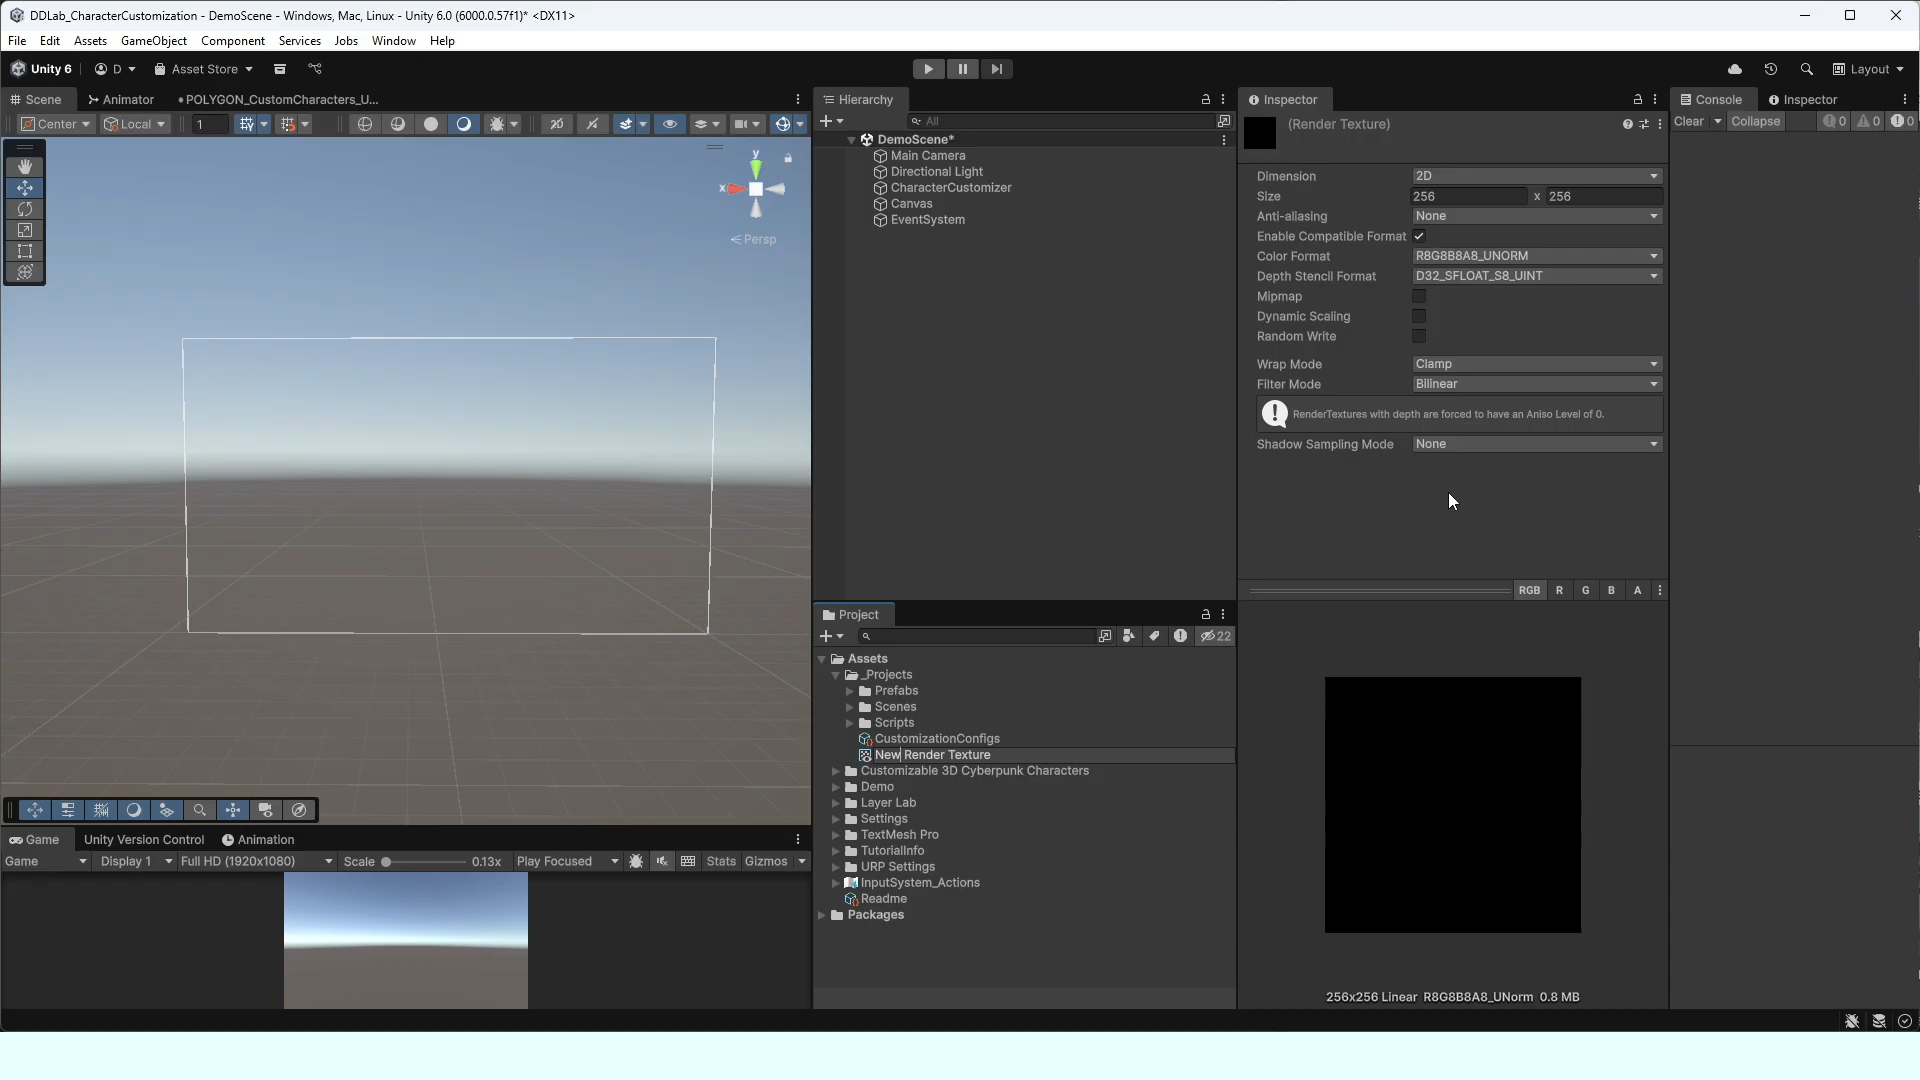 DDLab_CharacterCustomization - DemoScene - Windows, Mac, Linux - Unity 6.0 (6000.0.57f1)* <DX11>
File Edit Assets GameObject Component Services Jobs Window Help
Unity 6 D Asset Store Layout
Scene Animator •POLYGON_CustomCharacters_U...
Center Local 1 2D
y
x
Persp
Game Unity Version Control Animation
Game Display 1 Full HD (1920x1080) Scale 0.13x Play Focused Stats Gizmos
Hierarchy
All
DemoScene*
Main Camera
Directional Light
CharacterCustomizer
Canvas
EventSystem
Project
22
Assets
_Projects
Prefabs
Scenes
Scripts
CustomizationConfigs
New Render Texture
Customizable 3D Cyberpunk Characters
Demo
Layer Lab
Settings
TextMesh Pro
TutorialInfo
URP Settings
InputSystem_Actions
Readme
Packages
Inspector
(Render Texture)
Dimension 2D
Size 256 x 256
Anti-aliasing None
Enable Compatible Format
Color Format R8G8B8A8_UNORM
Depth Stencil Format D32_SFLOAT_S8_UINT
Mipmap
Dynamic Scaling
Random Write
Wrap Mode Clamp
Filter Mode Bilinear
RenderTextures with depth are forced to have an Aniso Level of 0.
Shadow Sampling Mode None
RGB R G B A
256x256 Linear R8G8B8A8_UNorm 0.8 MB
Console Inspector
Clear Collapse 0 0 0